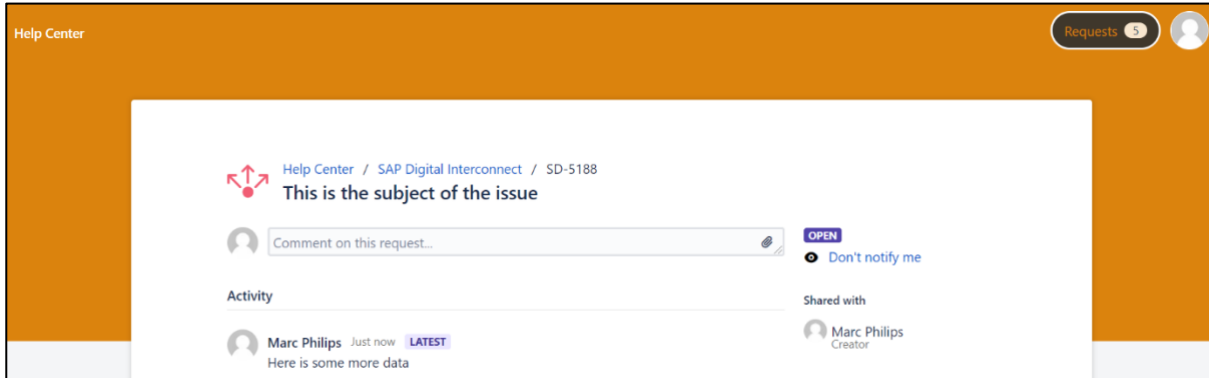 Help Center
Requests 5
Help Center / SAP Digital Interconnect / SD-5188
This is the subject of the issue
Comment on this request...
OPEN
Don't notify me
Activity
Shared with
Marc Philips Just now LATEST
Here is some more data
Marc Philips
Creator